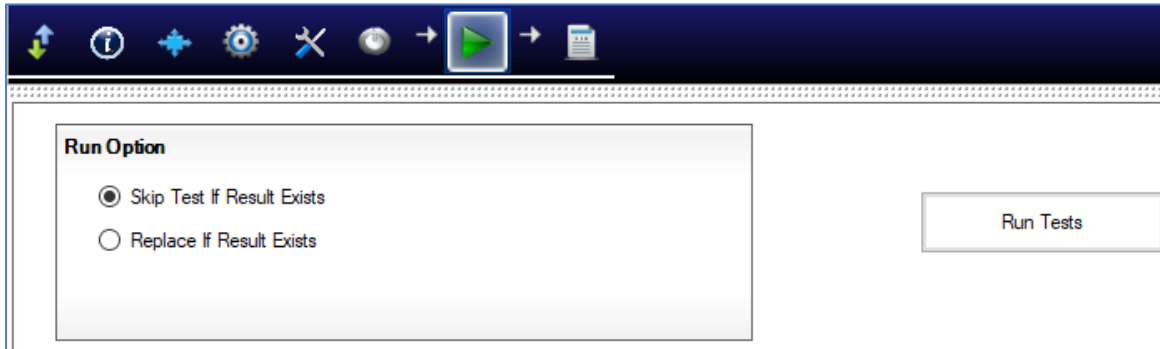 Run Option
Skip Test If Result Exists
Replace If Result Exists
Run Tests